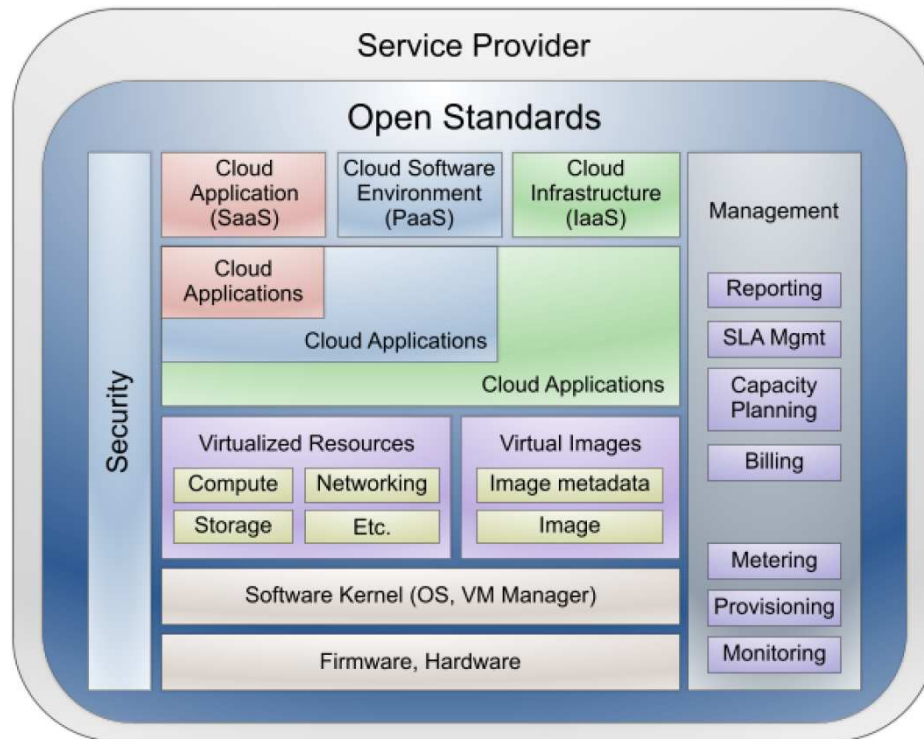 Service Provider
Open Standards
Security
Cloud
Application
(SaaS)
Cloud Software
Environment
(PaaS)
Cloud
Infrastructure
(IaaS)
Cloud
Applications
Cloud Applications
Cloud Applications
Virtualized Resources
Compute
Networking
Storage
Etc.
Virtual Images
Image metadata
Image
Software Kernel (OS, VM Manager)
Firmware, Hardware
Management
Reporting
SLA Mgmt
Capacity
Planning
Billing
Metering
Provisioning
Monitoring